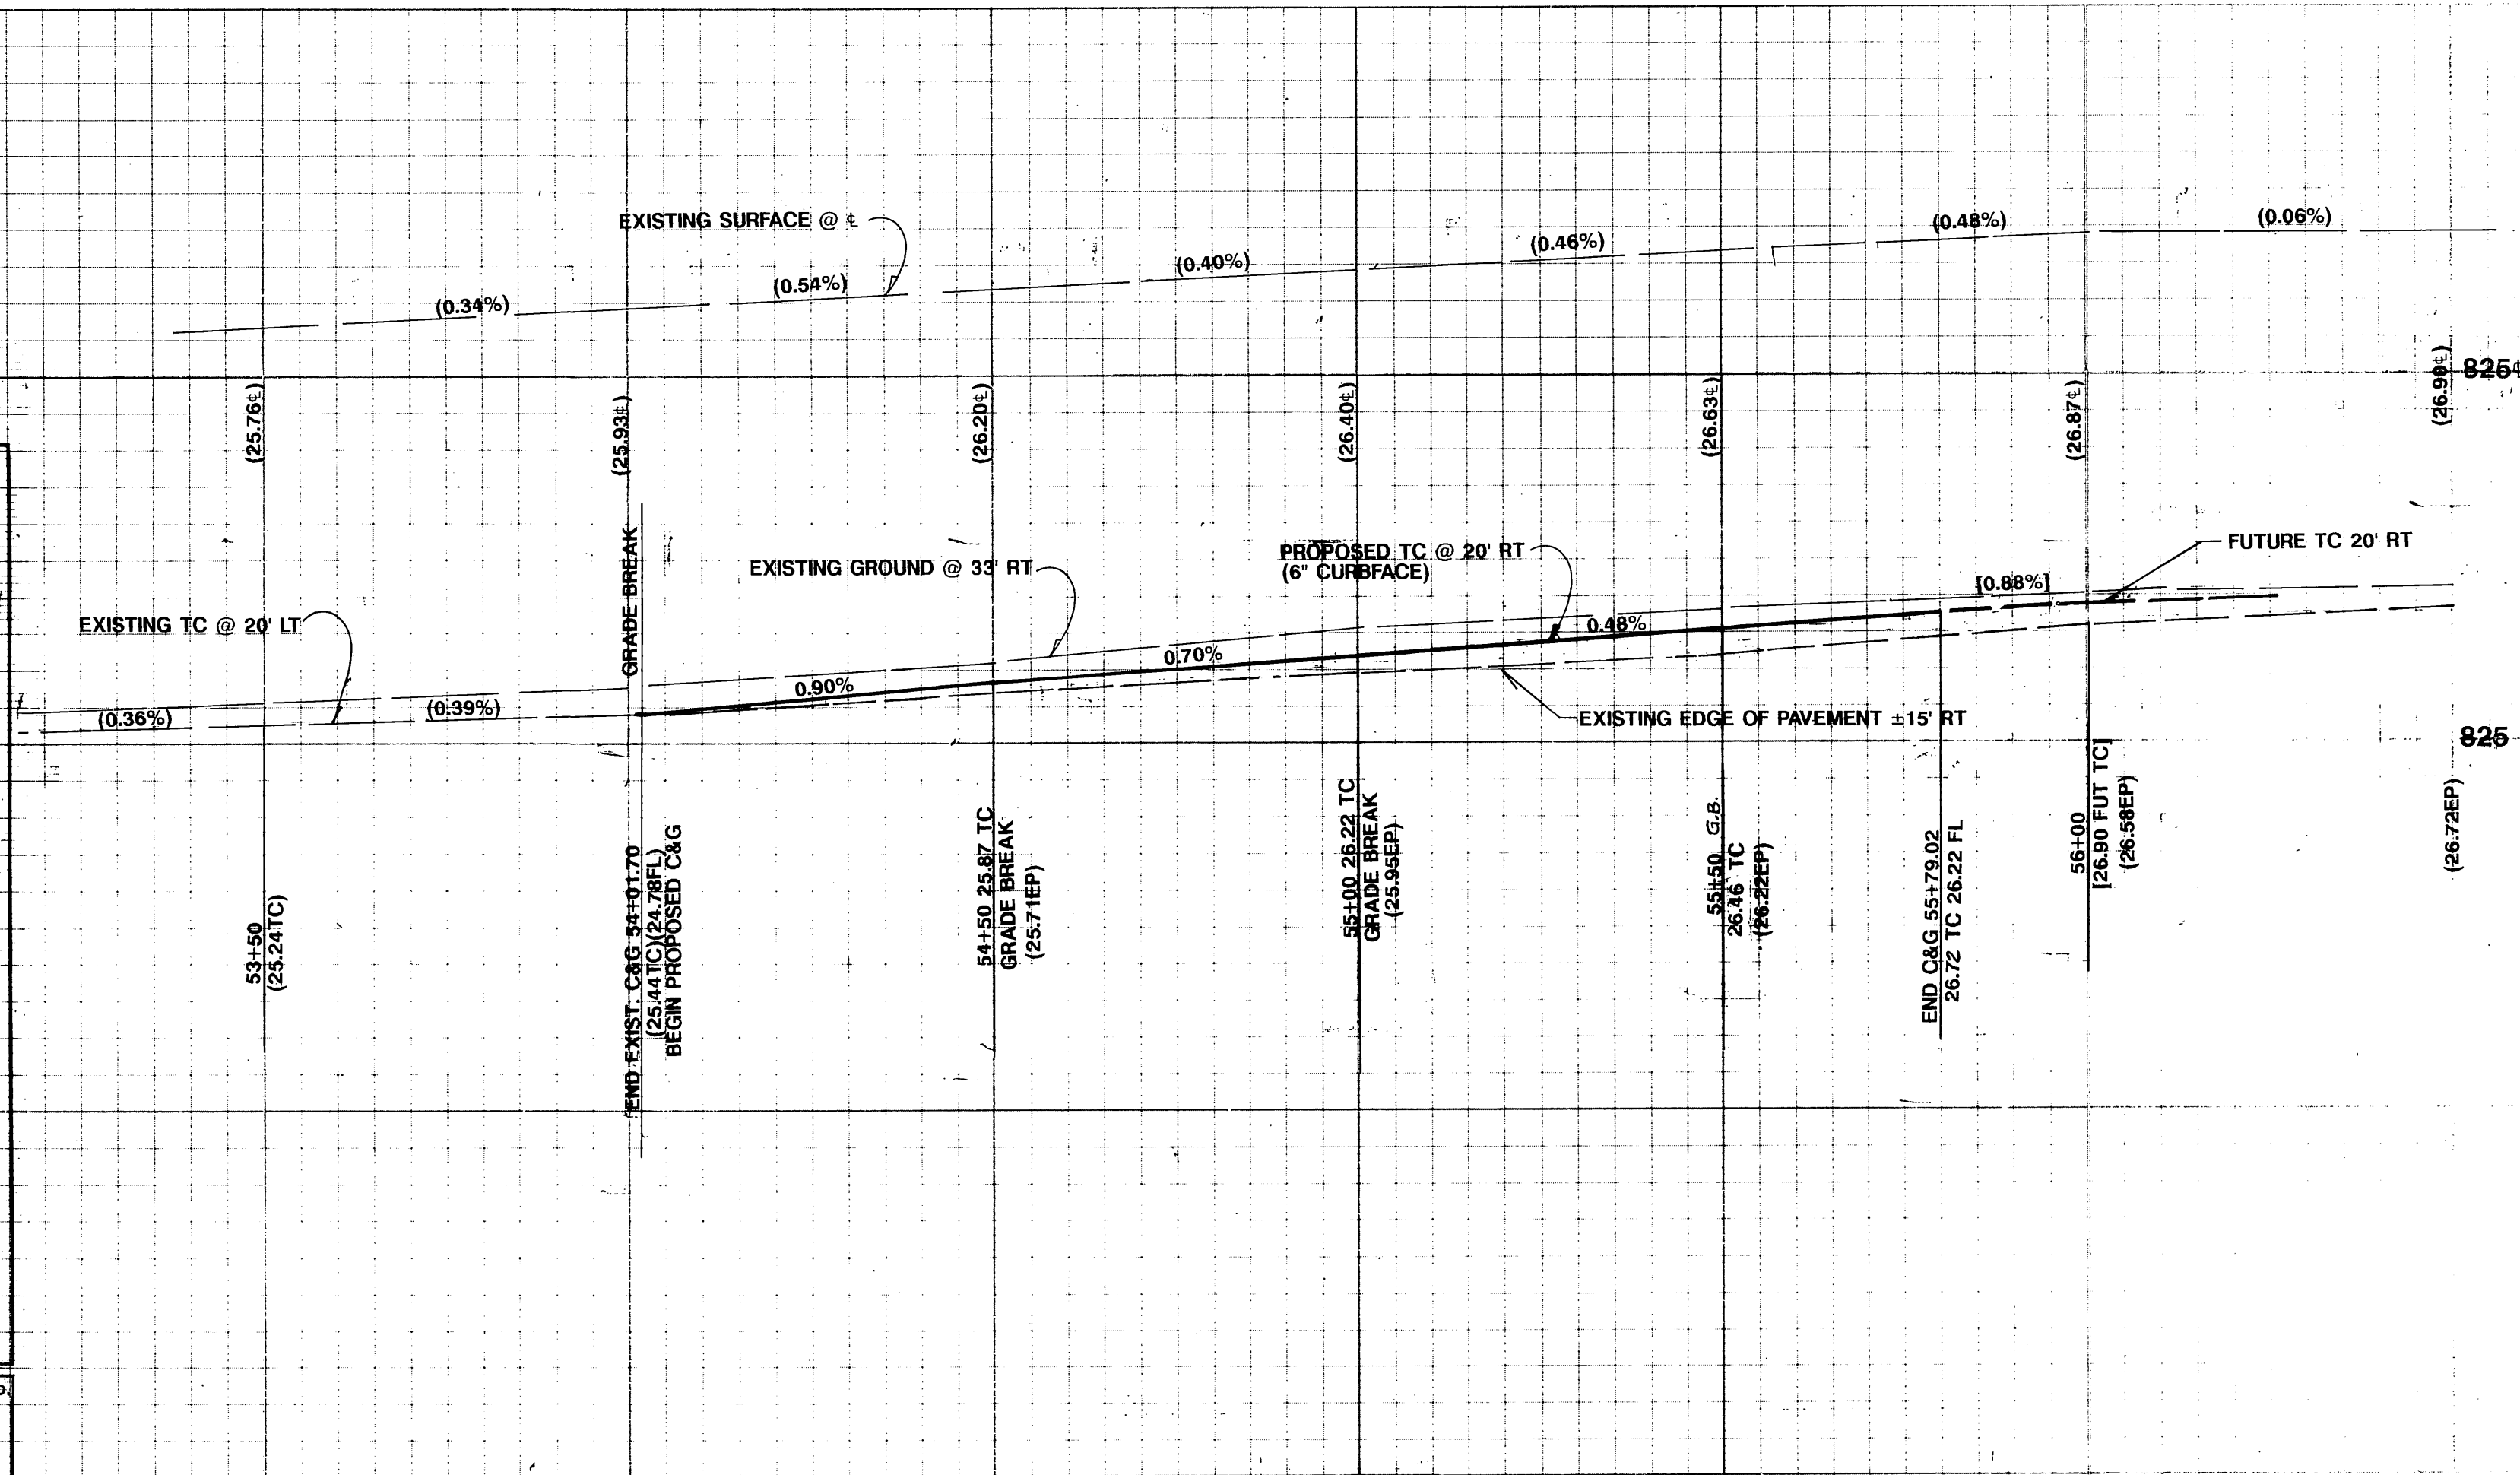 EXISTING SURFACE @ ℄
(0.34%)
(0.54%)
(0.40%)
(0.46%)
(0.48%)
(0.06%)
(25.76℄)
(25.93℄)
(26.20℄)
(26.40℄)
(26.63℄)
(26.87℄)
(26.90℄)
825℄
GRADE BREAK
EXISTING TC @ 20' LT
EXISTING GROUND @ 33' RT
PROPOSED TC @ 20' RT
(6" CURBFACE)
FUTURE TC 20' RT
(0.36%)
(0.39%)
0.90%
0.70%
0.48%
[0.88%]
EXISTING EDGE OF PAVEMENT ±15' RT
825
53+50
(25.24TC)
END EXIST. C&G 54+01.70
(25.44TC)(24.78FL)
BEGIN PROPOSED C&G
54+50 25.87 TC
GRADE BREAK
(25.71EP)
55+00 26.22 TC
GRADE BREAK
(25.95EP)
55+50 G.B.
26.46 TC
(26.22EP)
END C&G 55+79.02
26.72 TC 26.22 FL
56+00
[26.90 FUT TC]
(26.58EP)
(26.72EP)